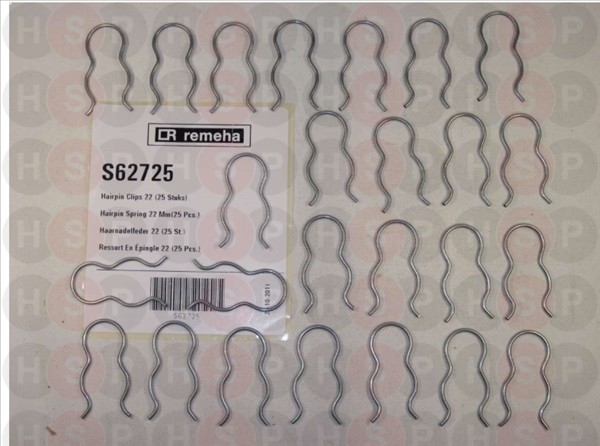 remeha
S62725
Hairpin Clips 22 (25 Stuks)
Hairpin Spring 22 Mm(25 Pcs.)
Haarnadelfeder 22 (25 St.)
Ressort En Épingle 22 (25 Pcs.)
S62725